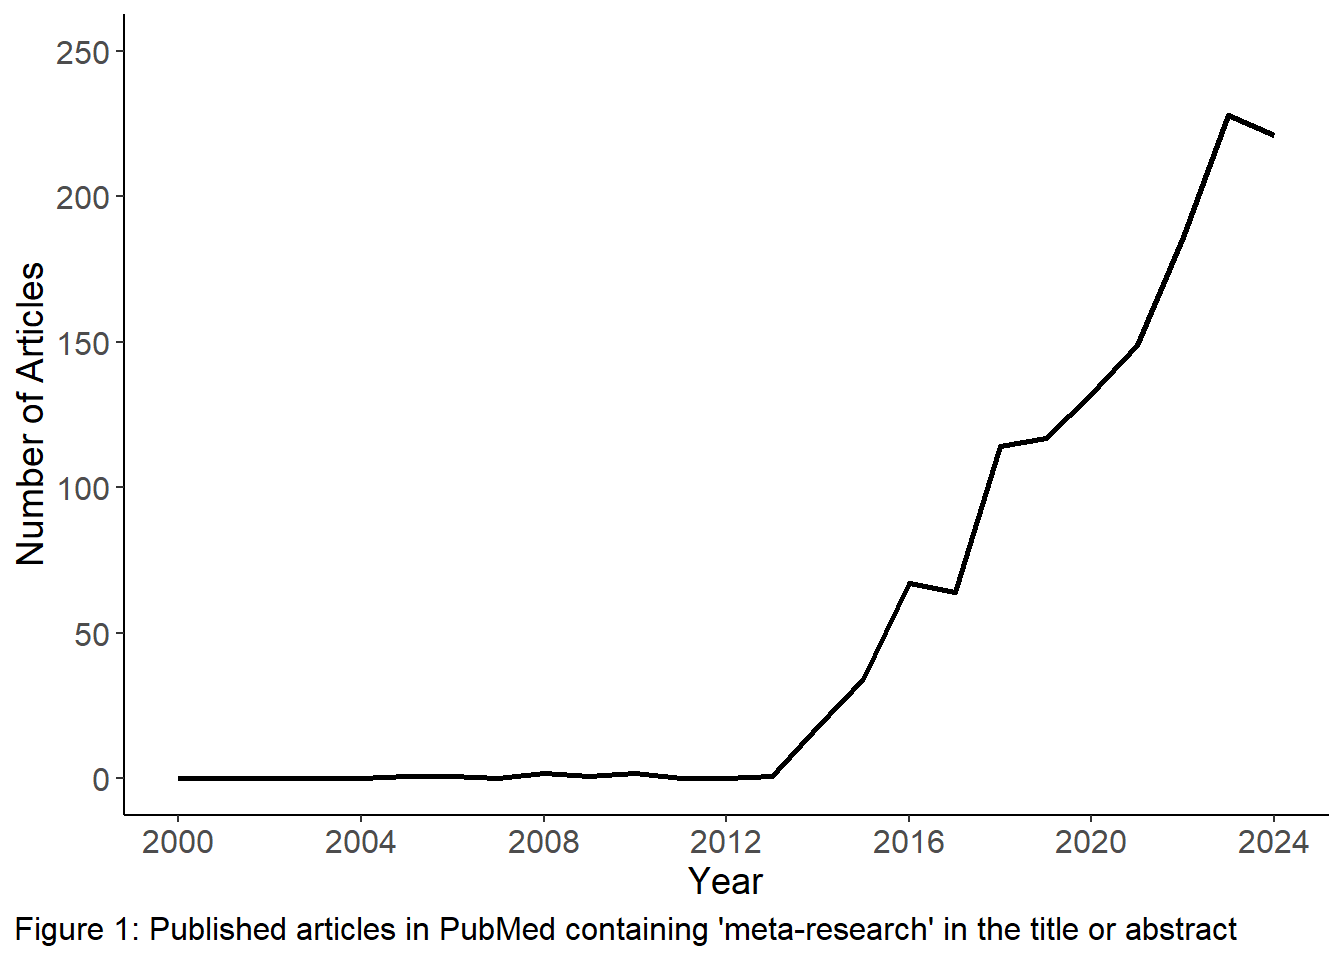 250
200
150
100
50
0
Number of Articles
2000 2004 2008 2012 2016 2020 2024
Year
Figure 1: Published articles in PubMed containing 'meta-research' in the title or abstract